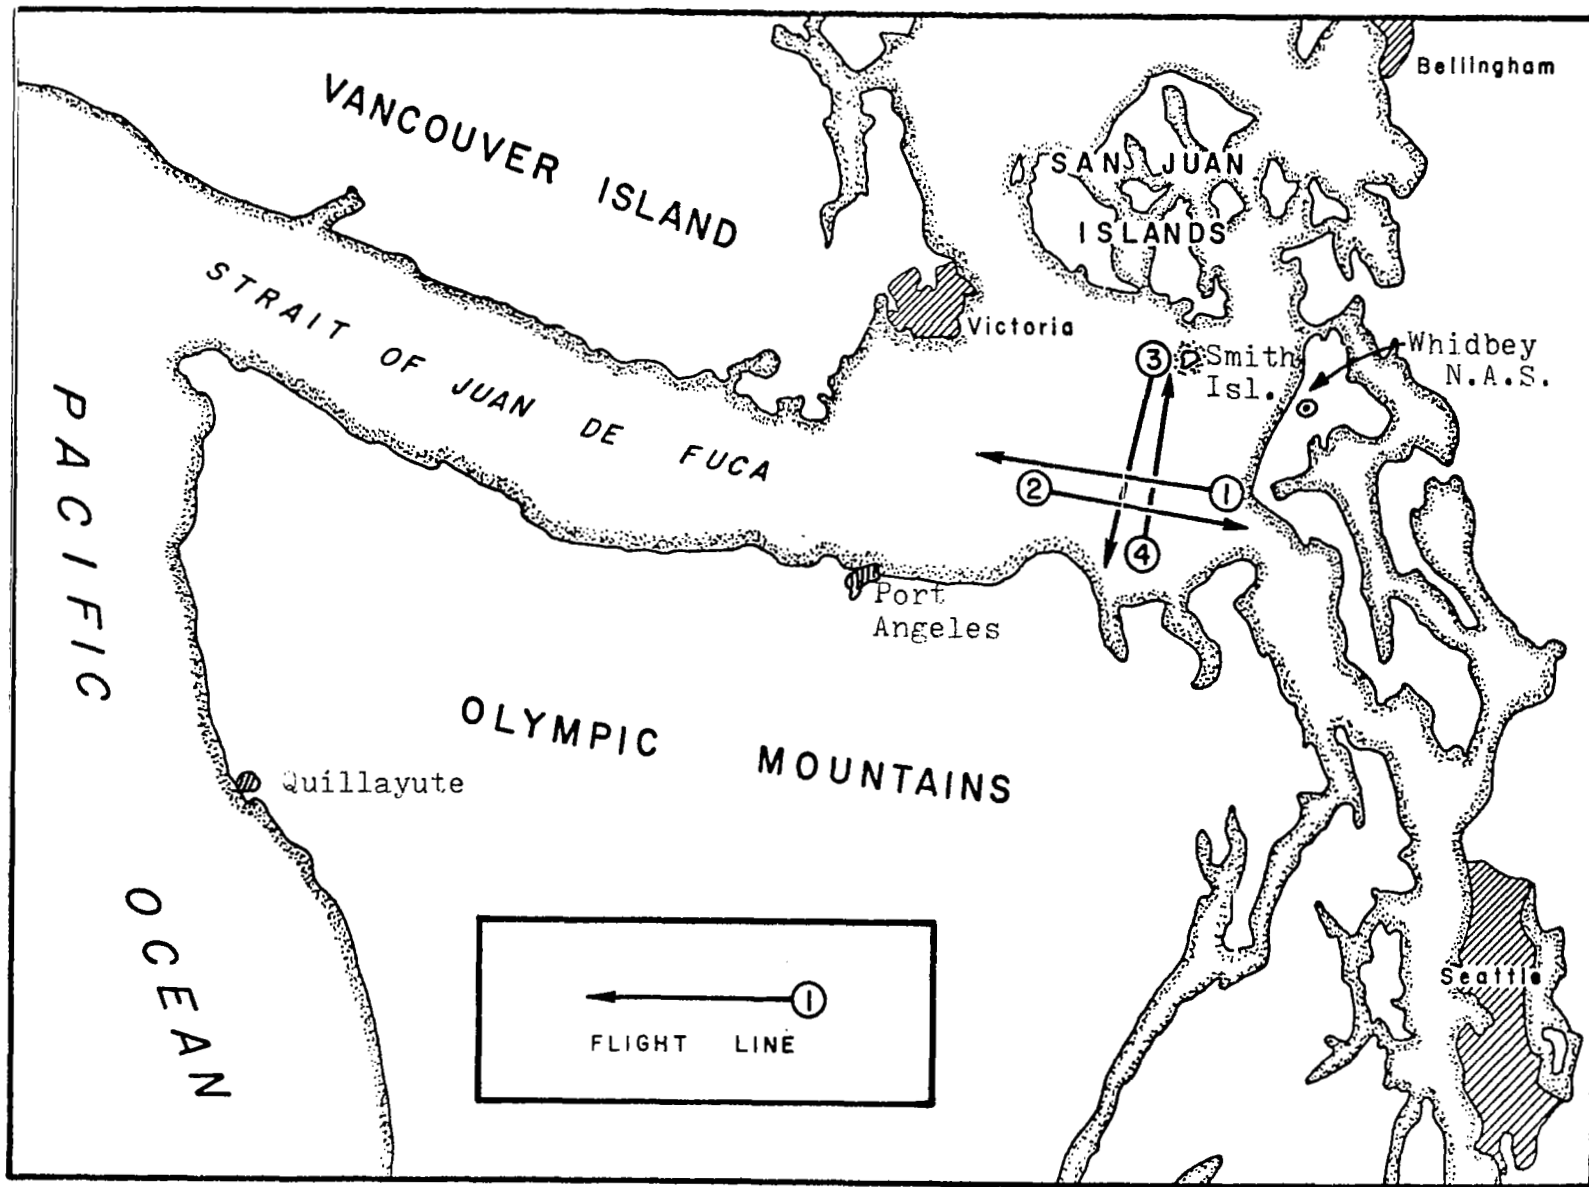 Bellingham
VANCOUVER ISLAND
SAN JUAN
ISLANDS
STRAIT OF JUAN DE FUCA
Victoria
Smith
Isl.
Whidbey
N.A.S.
3
2
1
4
PACIFIC
OCEAN
Port
Angeles
OLYMPIC MOUNTAINS
Quillayute
Seattle
1
FLIGHT LINE